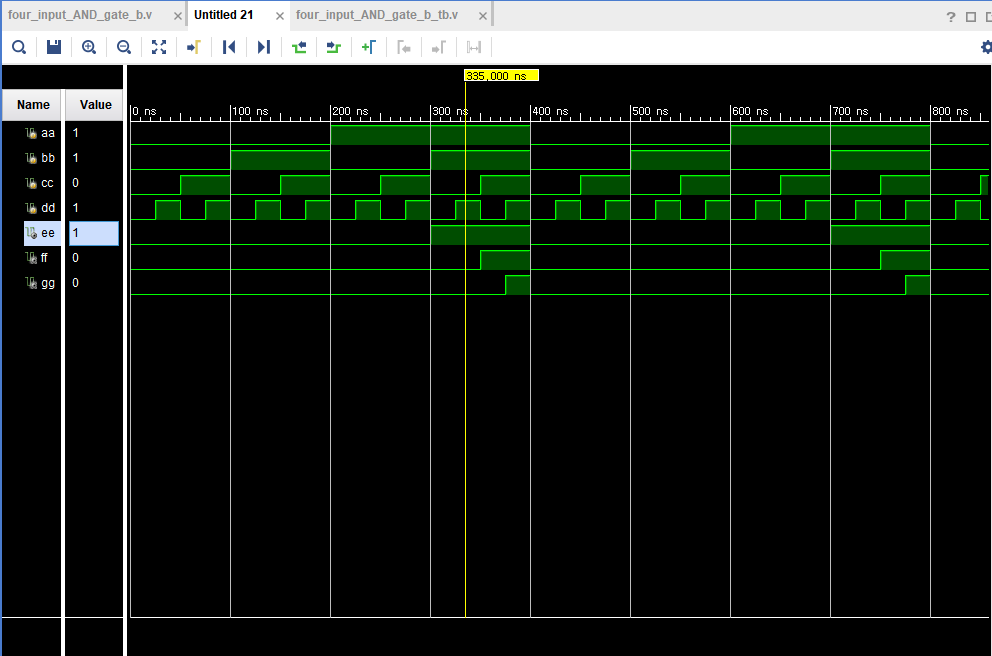 four_input_AND_gate_b.v × Untitled 21 × four_input_AND_gate_b_tb.v ×
?
335,000 ns
Name Value
0 ns 100 ns 200 ns 300 ns 400 ns 500 ns 600 ns 700 ns 800 ns
aa 1
bb 1
cc 0
dd 1
ee 1
ff 0
gg 0